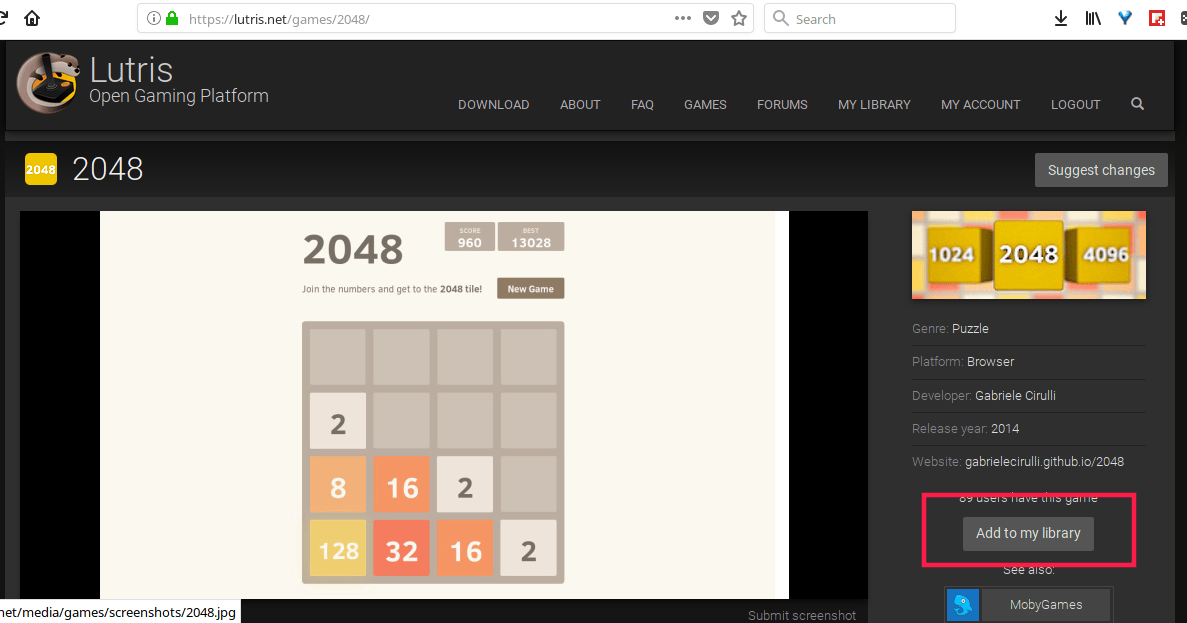 https://lutris.net/games/2048/
Search
Lutris
Open Gaming Platform
DOWNLOAD ABOUT FAQ GAMES FORUMS MY LIBRARY MY ACCOUNT LOGOUT
2048 2048
Suggest changes
2048
SCORE
960
BEST
13028
Join the numbers and get to the 2048 tile!
New Game
2
8 16 2
128 32 16 2
1024 2048 4096
Genre: Puzzle
Platform: Browser
Developer: Gabriele Cirulli
Release year: 2014
Website: gabrielecirulli.github.io/2048
89 users have this game
Add to my library
See also:
MobyGames
net/media/games/screenshots/2048.jpg
Submit screenshot